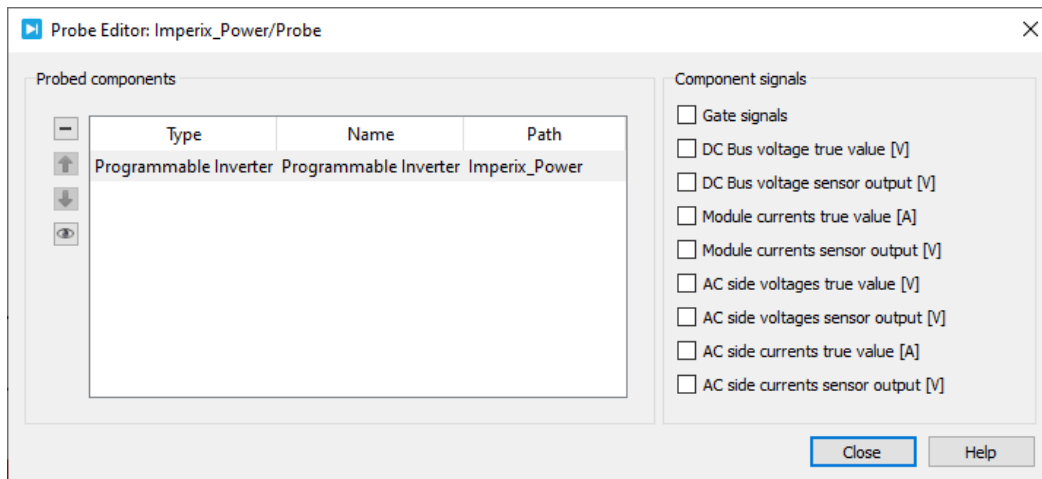 Probe Editor: Imperix_Power/Probe
Probed components
Type Name Path
Programmable Inverter Programmable Inverter Imperix_Power
Component signals
Gate signals
DC Bus voltage true value [V]
DC Bus voltage sensor output [V]
Module currents true value [A]
Module currents sensor output [V]
AC side voltages true value [V]
AC side voltages sensor output [V]
AC side currents true value [A]
AC side currents sensor output [V]
Close Help